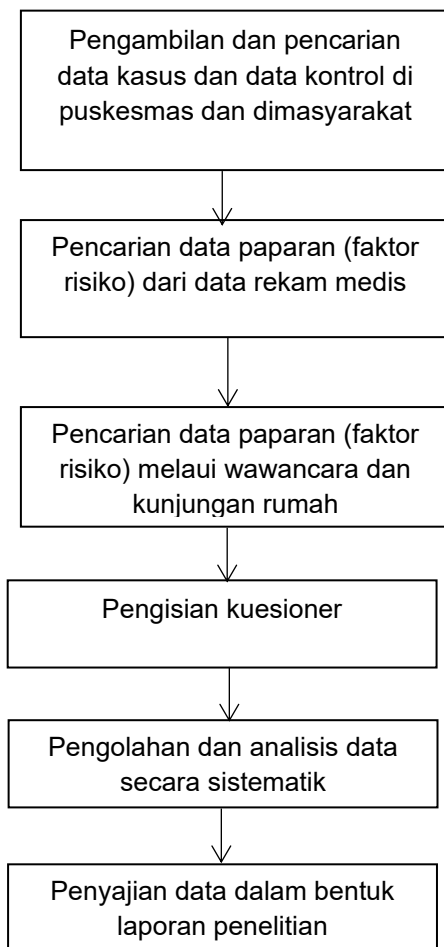 Pengambilan dan pencarian
data kasus dan data kontrol di
puskesmas dan dimasyarakat
Pencarian data paparan (faktor
risiko) dari data rekam medis
Pencarian data paparan (faktor
risiko) melaui wawancara dan
kunjungan rumah
Pengisian kuesioner
Pengolahan dan analisis data
secara sistematik
Penyajian data dalam bentuk
laporan penelitian